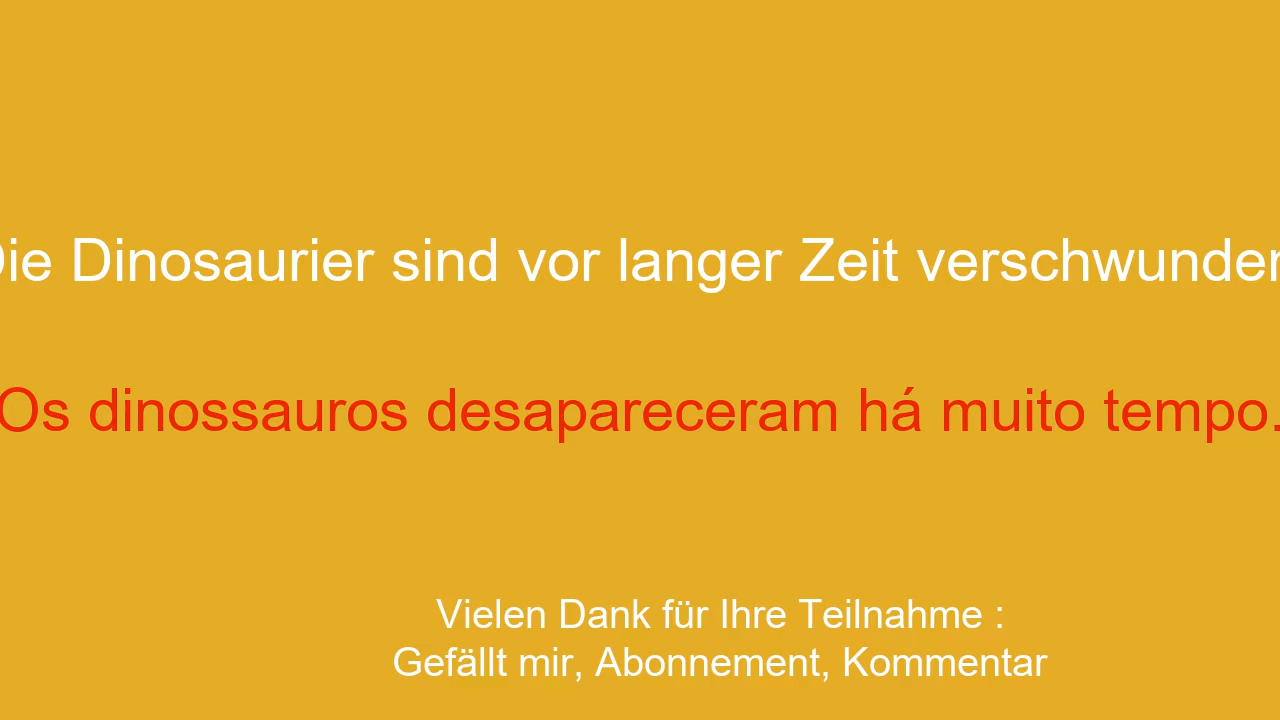 Die Dinosaurier sind vor langer Zeit verschwunden
Os dinossauros desapareceram há muito tempo.
Vielen Dank für Ihre Teilnahme :
Gefällt mir, Abonnement, Kommentar